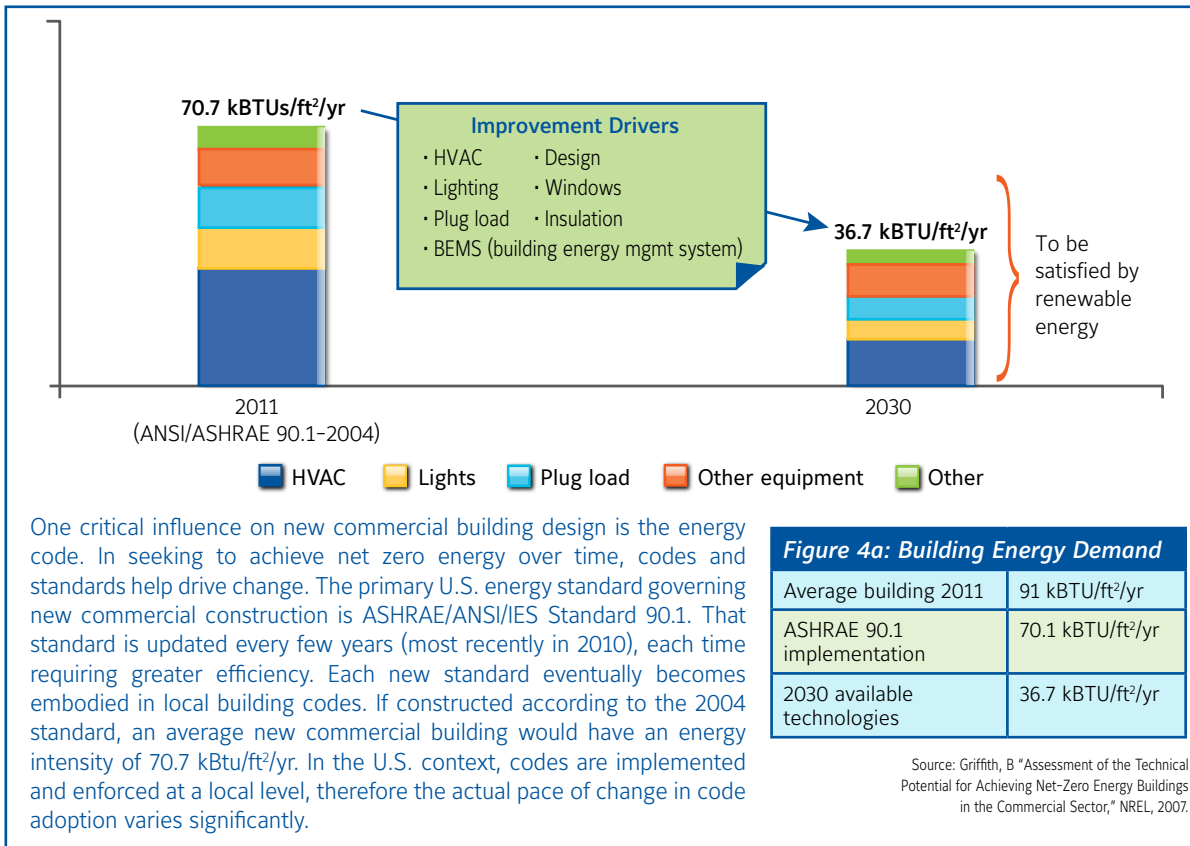 70.7 kBTUs/ft²/yr
Improvement Drivers
· HVAC · Design
· Lighting · Windows
· Plug load · Insulation
· BEMS (building energy mgmt system)
36.7 kBTU/ft²/yr
To be
satisfied by
renewable
energy
2011
(ANSI/ASHRAE 90.1–2004)
2030
HVAC Lights Plug load Other equipment Other
One critical influence on new commercial building design is the energy
code. In seeking to achieve net zero energy over time, codes and
standards help drive change. The primary U.S. energy standard governing
new commercial construction is ASHRAE/ANSI/IES Standard 90.1. That
standard is updated every few years (most recently in 2010), each time
requiring greater efficiency. Each new standard eventually becomes
embodied in local building codes. If constructed according to the 2004
standard, an average new commercial building would have an energy
intensity of 70.7 kBtu/ft²/yr. In the U.S. context, codes are implemented
and enforced at a local level, therefore the actual pace of change in code
adoption varies significantly.
Figure 4a: Building Energy Demand
Average building 2011 91 kBTU/ft²/yr
ASHRAE 90.1 70.1 kBTU/ft²/yr
implementation
2030 available 36.7 kBTU/ft²/yr
technologies
Source: Griffith, B "Assessment of the Technical
Potential for Achieving Net-Zero Energy Buildings
in the Commercial Sector," NREL, 2007.